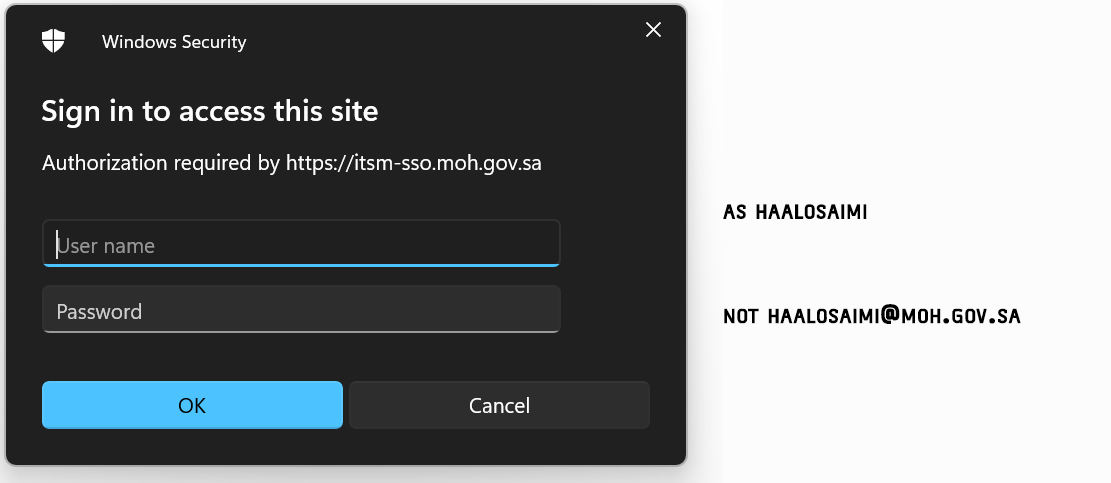 Windows Security
Sign in to access this site
Authorization required by https://itsm-sso.moh.gov.sa
User name
Password
OK
Cancel
AS HAALOSAIMI
NOT HAALOSAIMI@MOH.GOV.SA